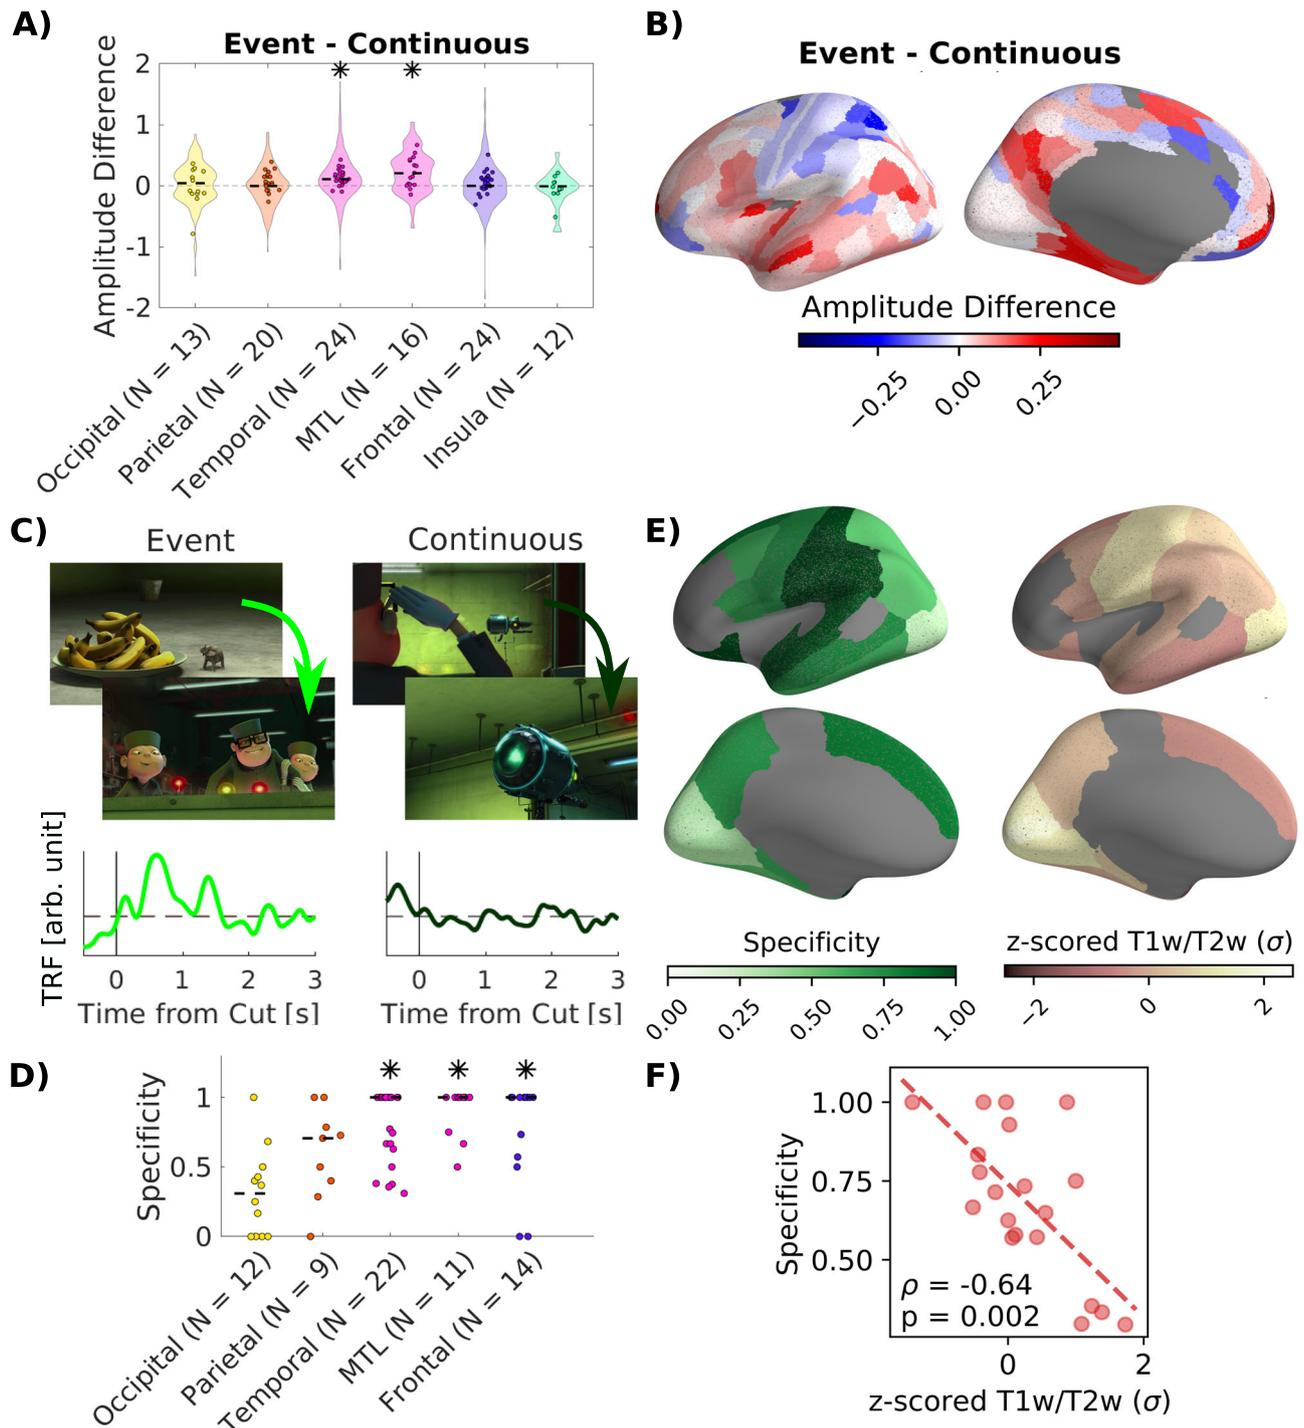 A)
Event - Continuous
Amplitude Difference
2
1
0
-1
-2
Occipital (N = 13)
Parietal (N = 20)
Temporal (N = 24)
MTL (N = 16)
Frontal (N = 24)
Insula (N = 12)
B)
Event - Continuous
Amplitude Difference
−0.25
0.00
0.25
C)
Event
Continuous
TRF [arb. unit]
0
1
2
3
Time from Cut [s]
0
1
2
3
Time from Cut [s]
D)
Specificity
1
0.5
0
Occipital (N = 12)
Parietal (N = 9)
Temporal (N = 22)
MTL (N = 11)
Frontal (N = 14)
E)
Specificity
0.00
0.25
0.50
0.75
1.00
z-scored T1w/T2w (σ)
−2
0
2
F)
Specificity
1.00
0.75
0.50
ρ = -0.64
p = 0.002
0
2
z-scored T1w/T2w (σ)